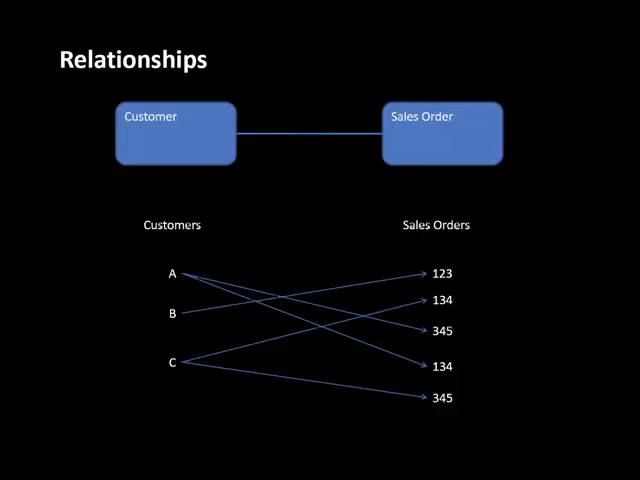 Relationships
Customer
Sales Order
Customers
Sales Orders
A
123
134
B
345
C
134
345